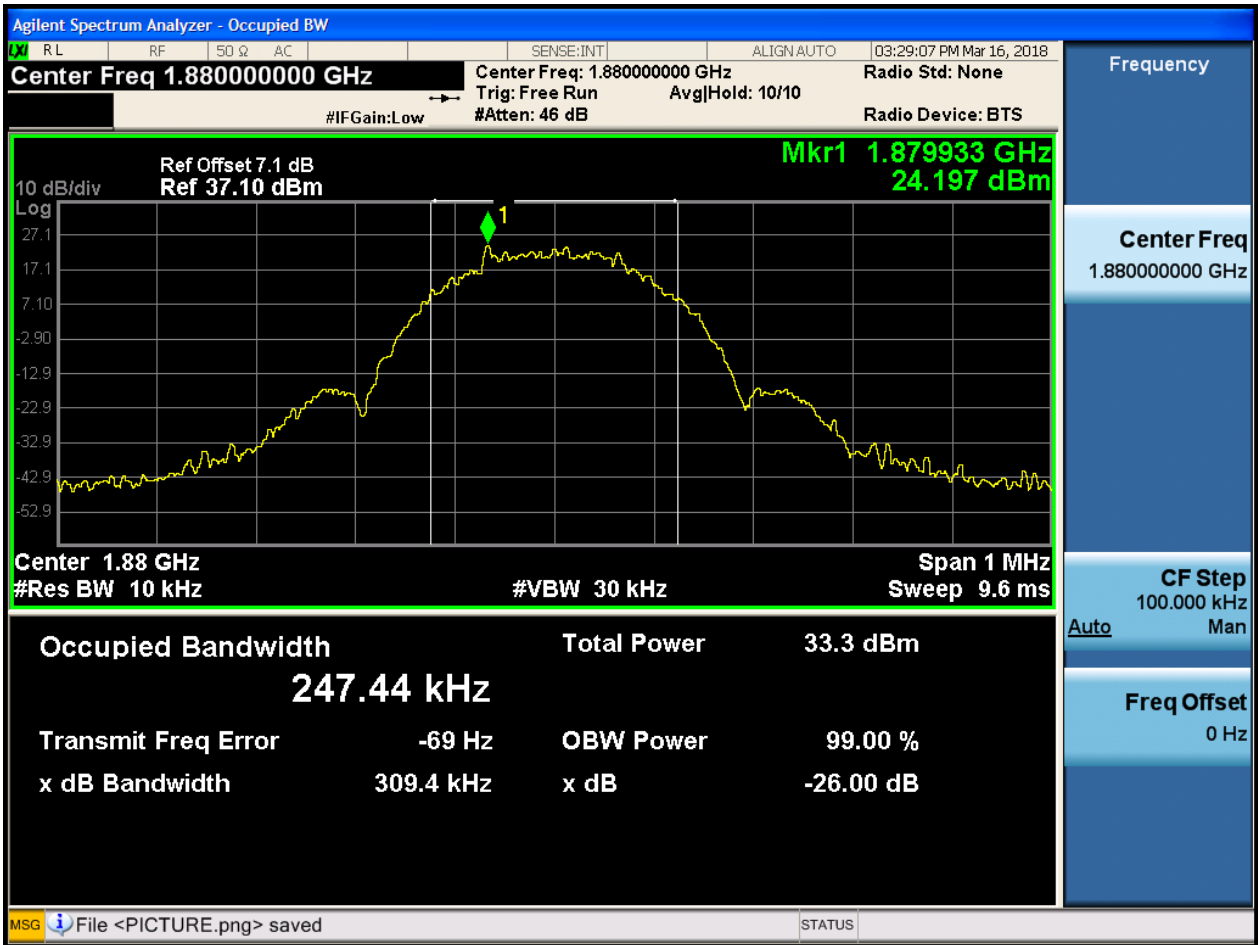 Agilent Spectrum Analyzer - Occupied BW
LXI RL RF 50 Ω AC SENSE:INT ALIGN AUTO 03:29:07 PM Mar 16, 2018
Center Freq 1.880000000 GHz
Center Freq: 1.880000000 GHz
Radio Std: None
Trig: Free Run Avg|Hold: 10/10
#IFGain:Low
#Atten: 46 dB
Radio Device: BTS
Mkr1 1.879933 GHz
24.197 dBm
Ref Offset 7.1 dB
10 dB/div Ref 37.10 dBm
Log
1
27.1
17.1
7.10
-2.90
-12.9
-22.9
-32.9
-42.9
-52.9
Center 1.88 GHz Span 1 MHz
#Res BW 10 kHz #VBW 30 kHz Sweep 9.6 ms
Occupied Bandwidth Total Power 33.3 dBm
247.44 kHz
Transmit Freq Error -69 Hz OBW Power 99.00 %
x dB Bandwidth 309.4 kHz x dB -26.00 dB
MSG File <PICTURE.png> saved STATUS
Frequency
Center Freq
1.880000000 GHz
CF Step
100.000 kHz
Auto Man
Freq Offset
0 Hz